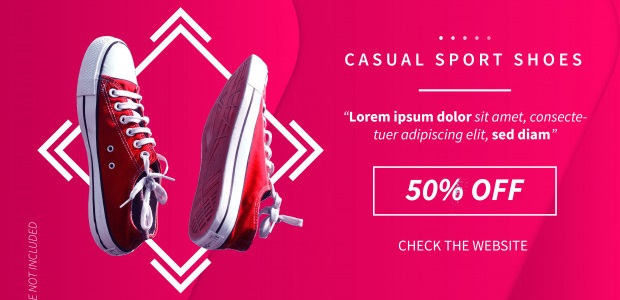 CASUAL SPORT SHOES
“Lorem ipsum dolor sit amet, consecte-
tuer adipiscing elit, sed diam”
50% OFF
CHECK THE WEBSITE
NOT INCLUDED